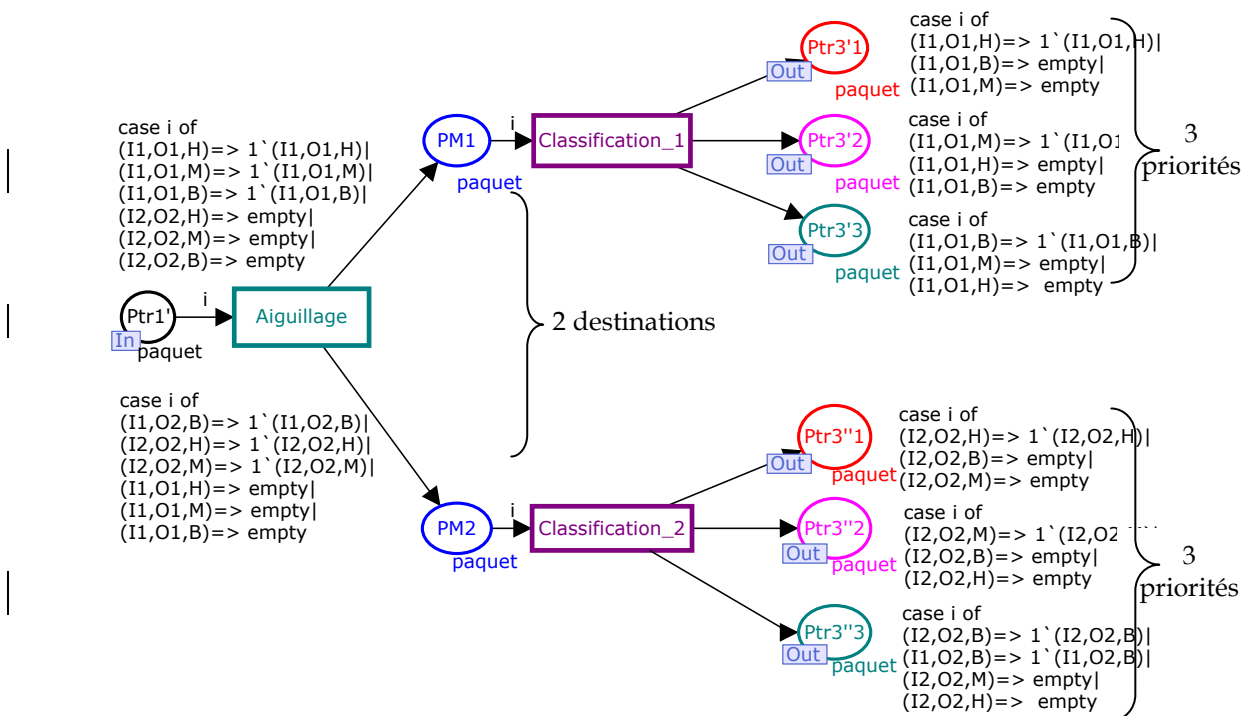 case i of
(I1,O1,H)=> 1`(I1,O1,H)|
(I1,O1,B)=> empty|
(I1,O1,M)=> empty
Ptr3'1
Out
paquet
case i of
(I1,O1,H)=> 1`(I1,O1,H)|
(I1,O1,M)=> 1`(I1,O1,M)|
(I1,O1,B)=> 1`(I1,O1,B)|
(I2,O2,H)=> empty|
(I2,O2,M)=> empty|
(I2,O2,B)=> empty
PM1
paquet
i
Classification_1
Ptr3'2
Out
paquet
case i of
(I1,O1,M)=> 1`(I1,O1
(I1,O1,H)=> empty|
(I1,O1,B)=> empty
3
priorités
Ptr3'3
Out
paquet
case i of
(I1,O1,B)=> 1`(I1,O1,B)|
(I1,O1,M)=> empty|
(I1,O1,H)=> empty
Ptr1'
In
paquet
i
Aiguillage
2 destinations
case i of
(I1,O2,B)=> 1`(I1,O2,B)|
(I2,O2,H)=> 1`(I2,O2,H)|
(I2,O2,M)=> 1`(I2,O2,M)|
(I1,O1,H)=> empty|
(I1,O1,M)=> empty|
(I1,O1,B)=> empty
Ptr3''1
Out
paquet
case i of
(I2,O2,H)=> 1`(I2,O2,H)|
(I2,O2,B)=> empty|
(I2,O2,M)=> empty
PM2
paquet
i
Classification_2
Ptr3''2
Out
paquet
case i of
(I2,O2,M)=> 1`(I2,O2
(I2,O2,B)=> empty|
(I2,O2,H)=> empty
3
priorités
Ptr3''3
Out
paquet
case i of
(I2,O2,B)=> 1`(I2,O2,B)|
(I1,O2,B)=> 1`(I1,O2,B)|
(I2,O2,M)=> empty|
(I2,O2,H)=> empty